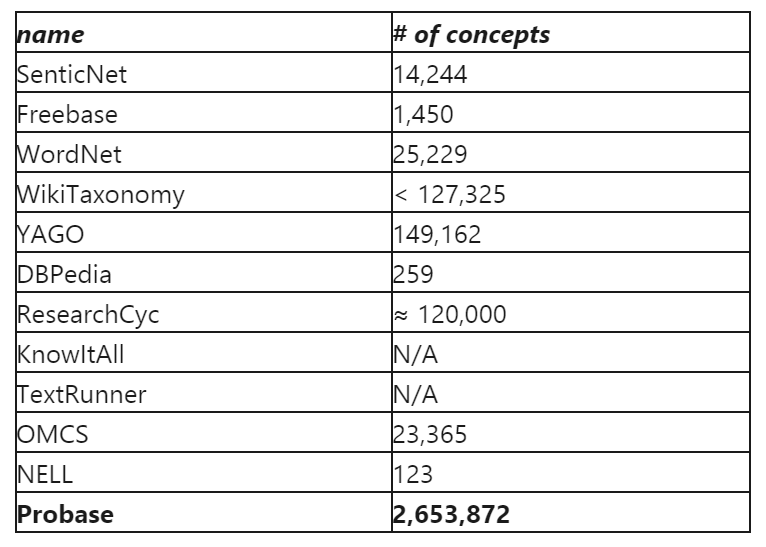 name # of concepts
SenticNet 14,244
Freebase 1,450
WordNet 25,229
WikiTaxonomy < 127,325
YAGO 149,162
DBPedia 259
ResearchCyc ≈ 120,000
KnowItAll N/A
TextRunner N/A
OMCS 23,365
NELL 123
Probase 2,653,872